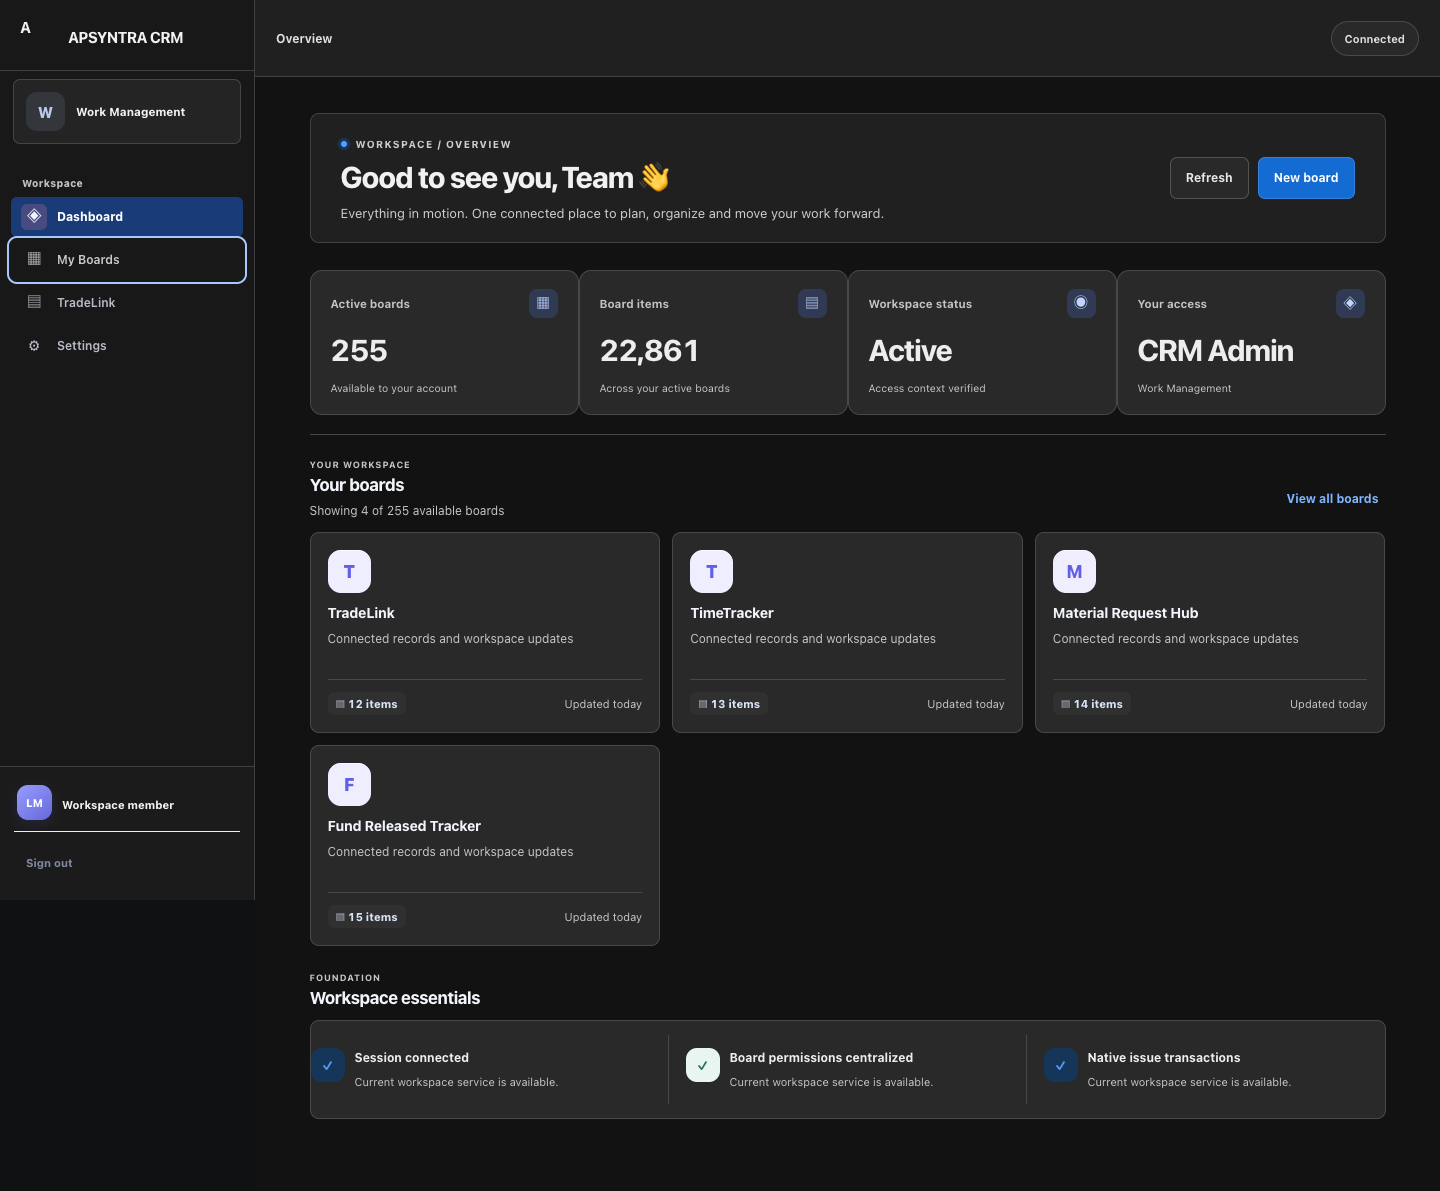 A
APSYNTRA CRM
W
Work Management
Workspace
Dashboard
My Boards
TradeLink
Settings
LM
Workspace member
Sign out
Overview
Connected
WORKSPACE / OVERVIEW
Good to see you, Team 👋
Everything in motion. One connected place to plan, organize and move your work forward.
Refresh
New board
Active boards
255
Available to your account
Board items
22,861
Across your active boards
Workspace status
Active
Access context verified
Your access
CRM Admin
Work Management
YOUR WORKSPACE
Your boards
Showing 4 of 255 available boards
View all boards
T
TradeLink
Connected records and workspace updates
12 items
Updated today
T
TimeTracker
Connected records and workspace updates
13 items
Updated today
M
Material Request Hub
Connected records and workspace updates
14 items
Updated today
F
Fund Released Tracker
Connected records and workspace updates
15 items
Updated today
FOUNDATION
Workspace essentials
Session connected
Current workspace service is available.
Board permissions centralized
Current workspace service is available.
Native issue transactions
Current workspace service is available.